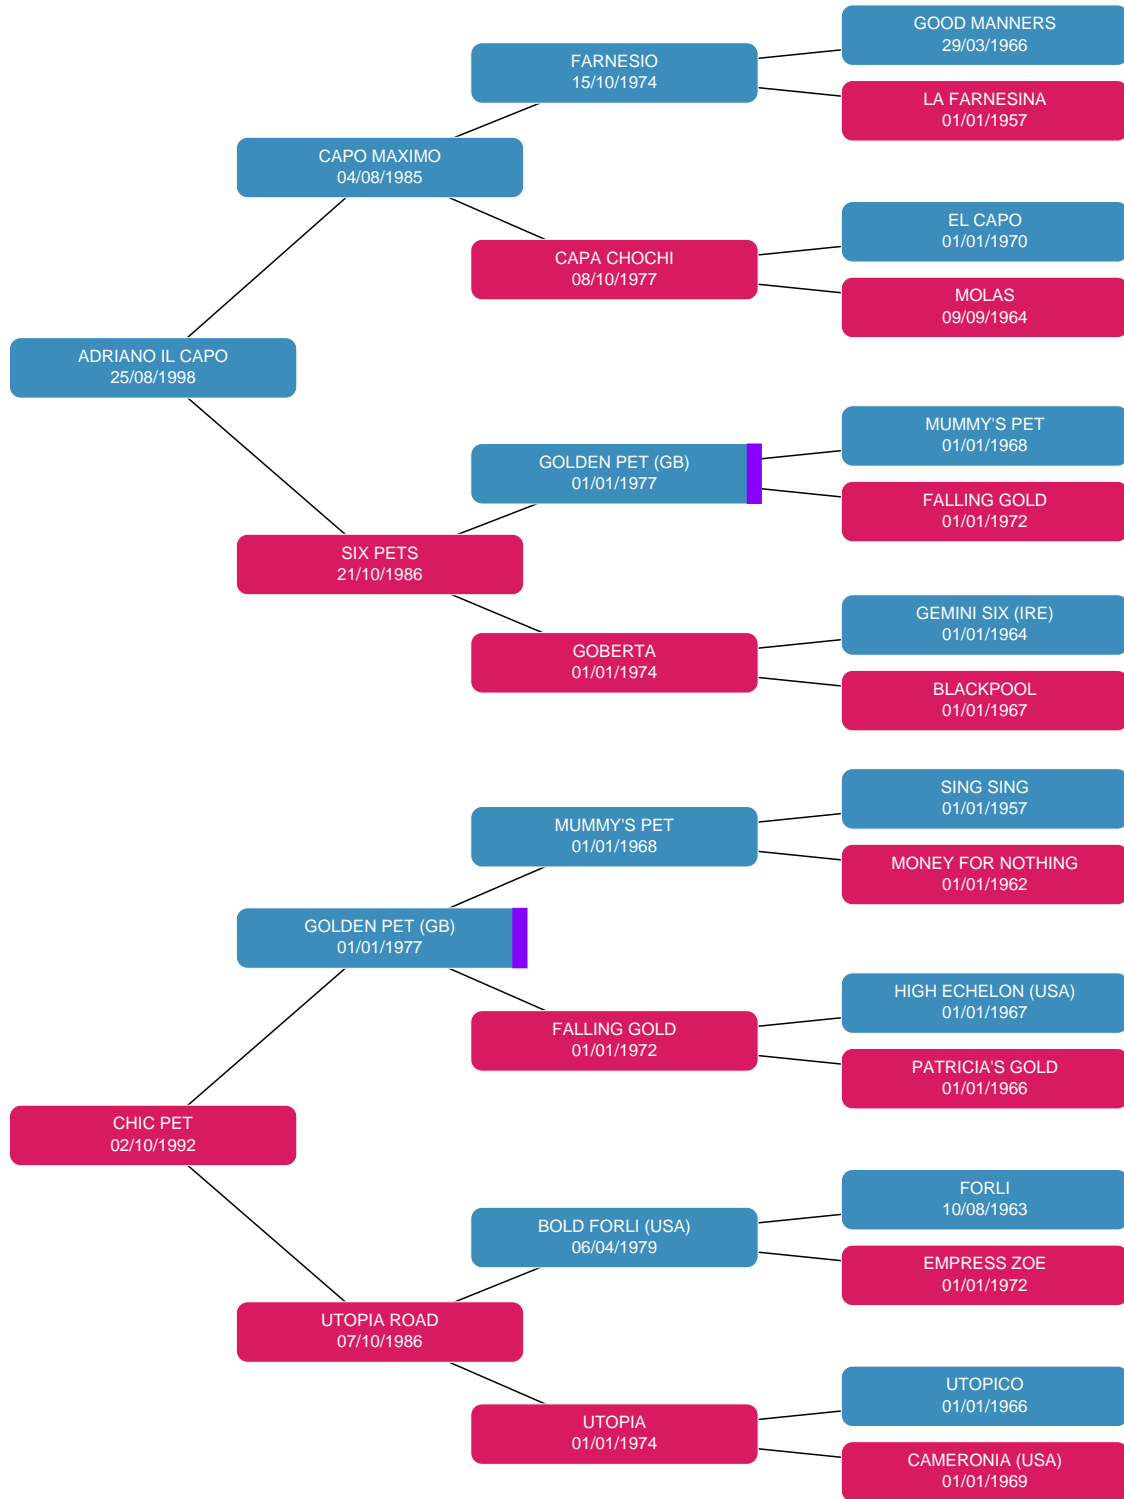 GOOD MANNERS
29/03/1966
FARNESIO
15/10/1974
LA FARNESINA
01/01/1957
CAPO MAXIMO
04/08/1985
EL CAPO
01/01/1970
CAPA CHOCHI
08/10/1977
MOLAS
09/09/1964
ADRIANO IL CAPO
25/08/1998
MUMMY'S PET
01/01/1968
GOLDEN PET (GB)
01/01/1977
FALLING GOLD
01/01/1972
SIX PETS
21/10/1986
GEMINI SIX (IRE)
01/01/1964
GOBERTA
01/01/1974
BLACKPOOL
01/01/1967
SING SING
01/01/1957
MUMMY'S PET
01/01/1968
MONEY FOR NOTHING
01/01/1962
GOLDEN PET (GB)
01/01/1977
HIGH ECHELON (USA)
01/01/1967
FALLING GOLD
01/01/1972
PATRICIA'S GOLD
01/01/1966
CHIC PET
02/10/1992
FORLI
10/08/1963
BOLD FORLI (USA)
06/04/1979
EMPRESS ZOE
01/01/1972
UTOPIA ROAD
07/10/1986
UTOPICO
01/01/1966
UTOPIA
01/01/1974
CAMERONIA (USA)
01/01/1969